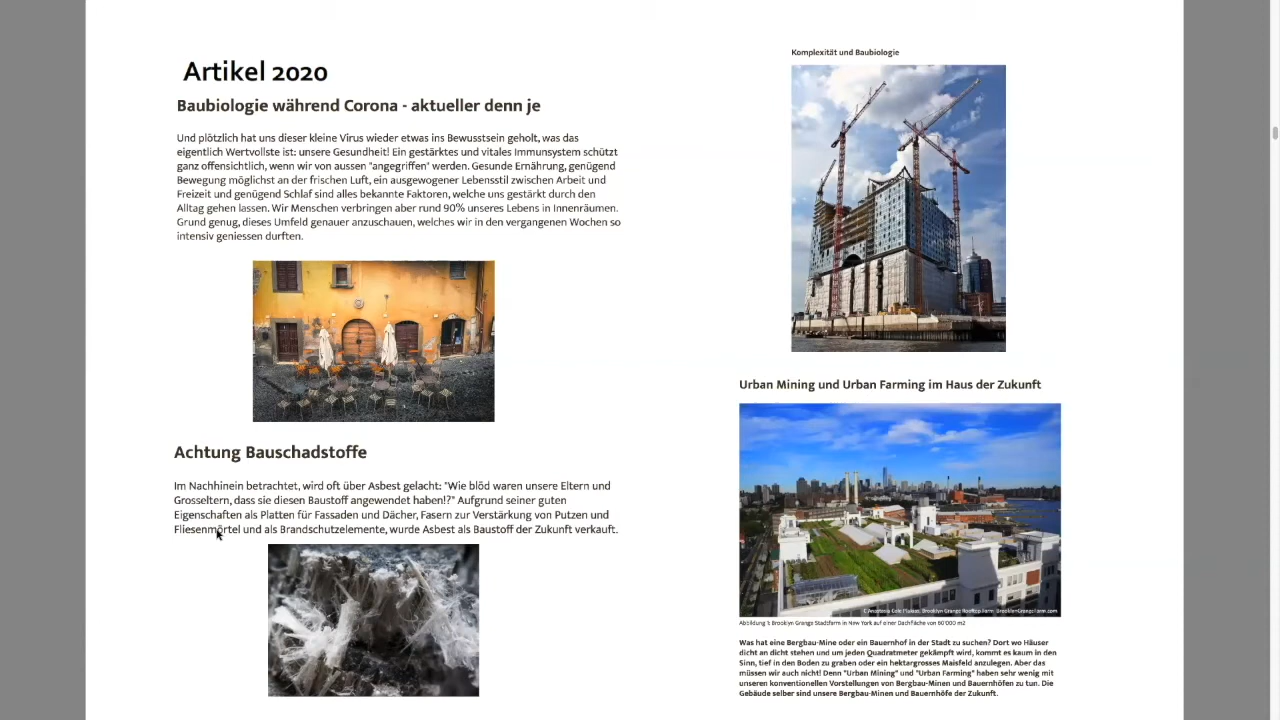 Artikel 2020
Baubiologie während Corona - aktueller denn je
Und plötzlich hat uns dieser kleine Virus wieder etwas ins Bewusstsein geholt, was das
eigentlich Wertvollste ist: unsere Gesundheit! Ein gestärktes und vitales Immunsystem schützt
ganz offensichtlich, wenn wir von aussen "angegriffen" werden. Gesunde Ernährung, genügend
Bewegung möglichst an der frischen Luft, ein ausgewogener Lebensstil zwischen Arbeit und
Freizeit und genügend Schlaf sind alles bekannte Faktoren, welche uns gestärkt durch den
Alltag gehen lassen. Wir Menschen verbringen aber rund 90% unseres Lebens in Innenräumen.
Grund genug, dieses Umfeld genauer anzuschauen, welches wir in den vergangenen Wochen so
intensiv geniessen durften.
Achtung Bauschadstoffe
Im Nachhinein betrachtet, wird oft über Asbest gelacht: "Wie blöd waren unsere Eltern und
Grosseltern, dass sie diesen Baustoff angewendet haben!?" Aufgrund seiner guten
Eigenschaften als Platten für Fassaden und Dächer, Fasern zur Verstärkung von Putzen und
Fliesenmörtel und als Brandschutzelemente, wurde Asbest als Baustoff der Zukunft verkauft.
Komplexität und Baubiologie
Urban Mining und Urban Farming im Haus der Zukunft
Brooklyn Grange Rooftop Farm BrooklynGrangeFarm.com
Abbildung 1: Brooklyn Grange Stadtfarm in New York auf einer Dachfläche von 60'000 m2
Was hat eine Bergbau-Mine oder ein Bauernhof in der Stadt zu suchen? Dort wo Häuser
dicht an dicht stehen und um jeden Quadratmeter gekämpft wird, kommt es kaum in den
Sinn, tief in den Boden zu graben oder ein hektargrosses Maisfeld anzulegen. Aber das
müssen wir auch nicht! Denn "Urban Mining" und "Urban Farming" haben sehr wenig mit
unseren konventionellen Vorstellungen von Bergbau-Minen und Bauernhöfen zu tun. Die
Gebäude selber sind unsere Bergbau-Minen und Bauernhöfe der Zukunft.